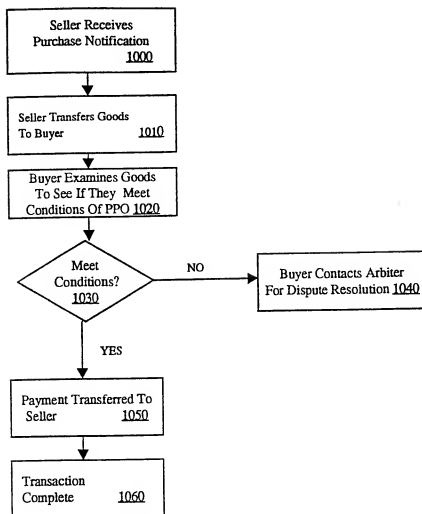 Seller Receives
Purchase Notification
1000
Seller Transfers Goods
To Buyer 1010
Buyer Examines Goods
To See If They Meet
Conditions Of PPO 1020
Meet
Conditions?
1030
NO
Buyer Contacts Arbiter
For Dispute Resolution 1040
YES
Payment Transferred To
Seller 1050
Transaction
Complete 1060